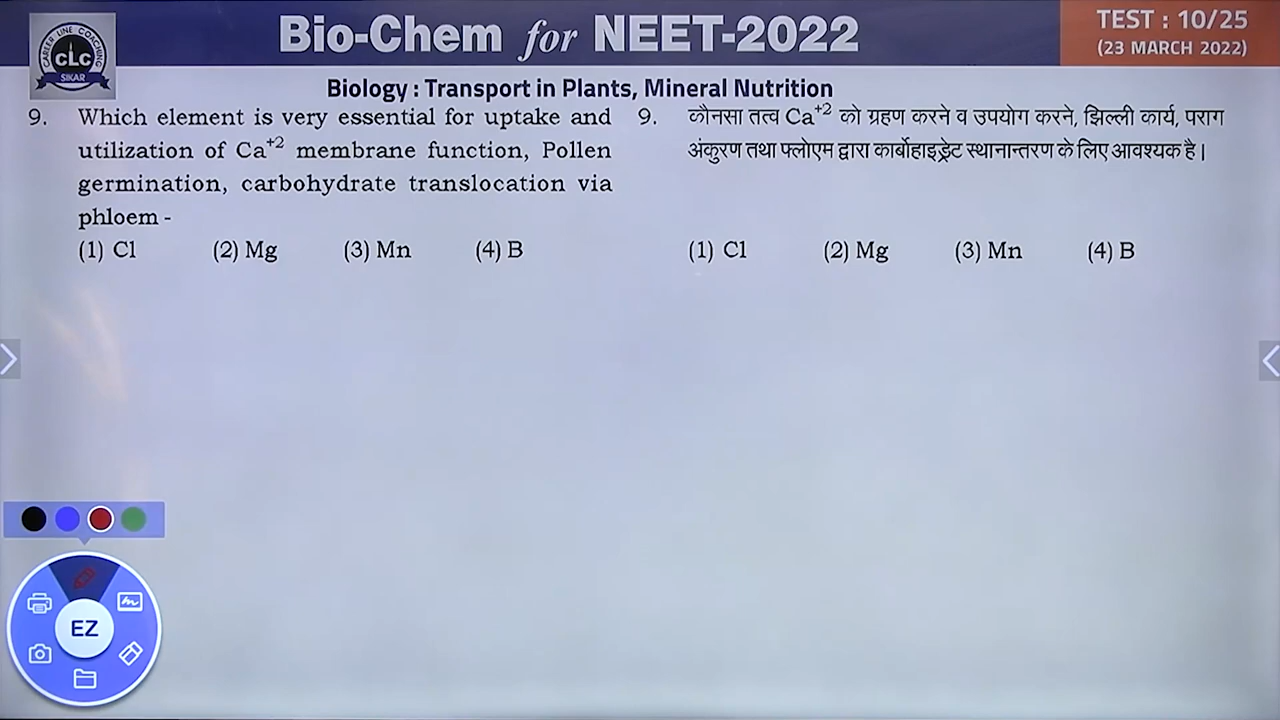 CAREER LINE COACHING
CLC
SIKAR
Bio-Chem for NEET-2022
TEST : 10/25
(23 MARCH 2022)
Biology : Transport in Plants, Mineral Nutrition
9. Which element is very essential for uptake and
utilization of Ca⁺² membrane function, Pollen
germination, carbohydrate translocation via
phloem -
(1) Cl (2) Mg (3) Mn (4) B
9. कौनसा तत्व Ca⁺² को ग्रहण करने व उपयोग करने, झिल्ली कार्य, पराग
अंकुरण तथा फ्लोएम द्वारा कार्बोहाइड्रेट स्थानान्तरण के लिए आवश्यक है।
(1) Cl (2) Mg (3) Mn (4) B
EZ